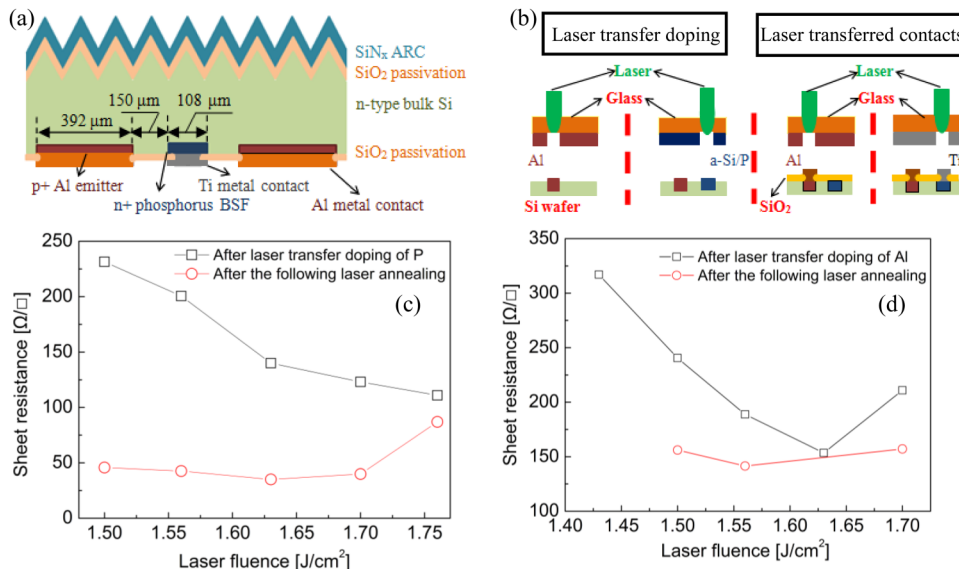 (a)
SiNx ARC
SiO2 passivation
n-type bulk Si
150 μm
108 μm
392 μm
SiO2 passivation
p+ Al emitter
Ti metal contact
n+ phosphorus BSF
Al metal contact
(b)
Laser transfer doping
Laser transferred contacts
Laser
Laser
Glass
Glass
Al
a-Si/P
Al
Ti
Si wafer
SiO2
(c)
After laser transfer doping of P
After the following laser annealing
Sheet resistance [Ω/□]
250
200
150
100
50
0
1.50 1.55 1.60 1.65 1.70 1.75
Laser fluence [J/cm²]
(d)
After laser transfer doping of Al
After the following laser annealing
Sheet resistance [Ω/□]
350
300
250
200
150
100
1.40 1.45 1.50 1.55 1.60 1.65 1.70
Laser fluence [J/cm²]